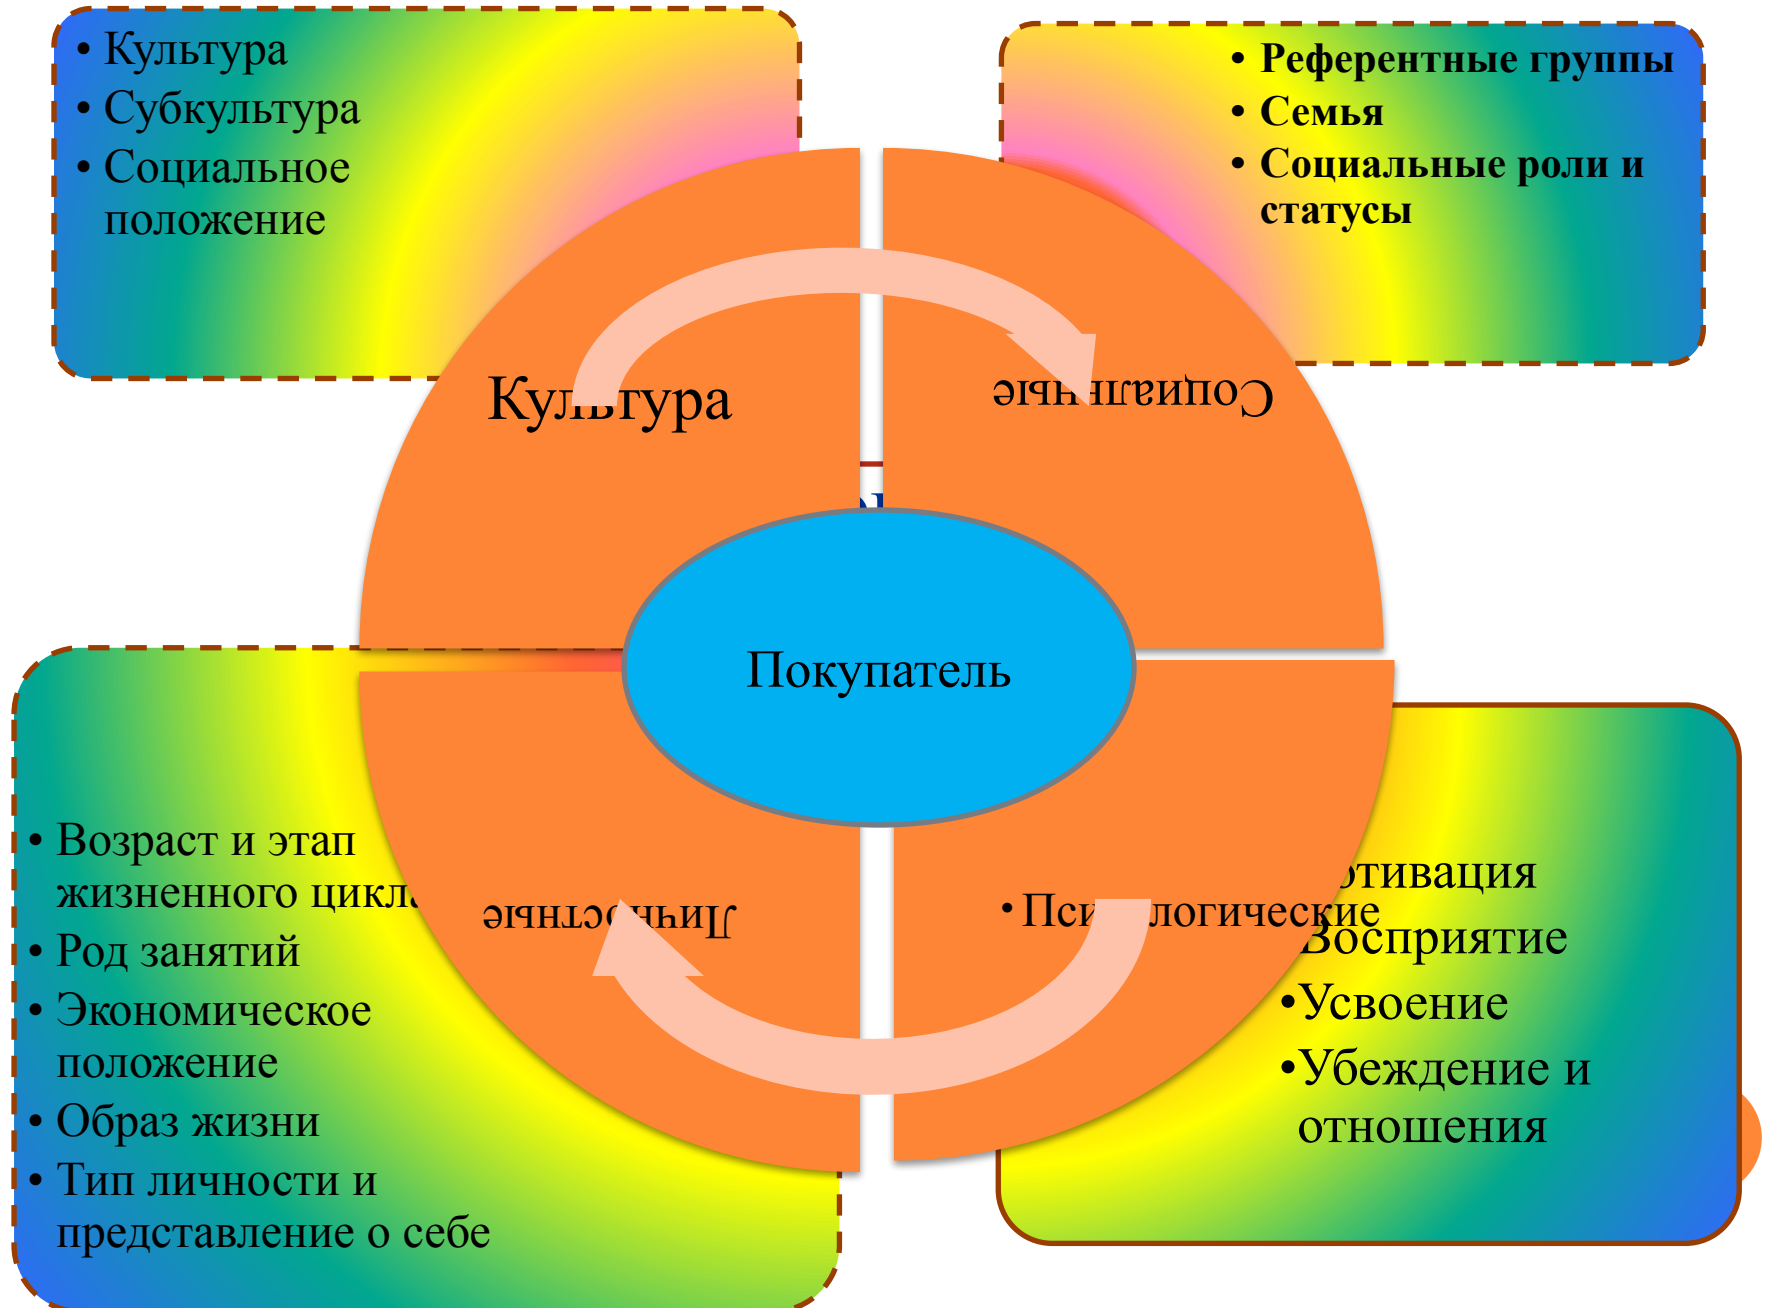 • Культура
• Субкультура
• Социальное
положение
• Референтные группы
• Семья
• Социальные роли и
статусы
Культура
Социальные
Покупатель
• Возраст и этап
жизненного цикла
• Род занятий
• Экономическое
положение
• Образ жизни
• Тип личности и
представление о себе
Личностные
• Психологические
отивация
Восприятие
•Усвоение
•Убеждение и
отношения